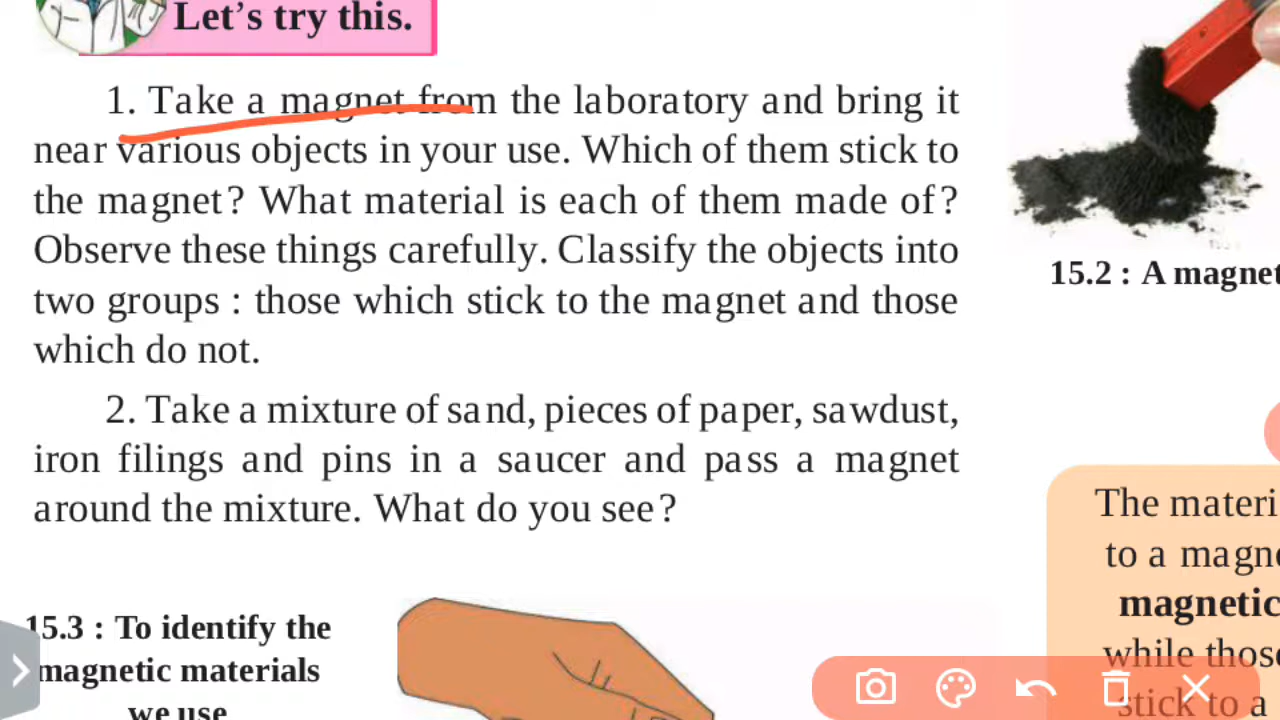 Let's try this.
1. Take a magnet from the laboratory and bring it
near various objects in your use. Which of them stick to
the magnet? What material is each of them made of?
Observe these things carefully. Classify the objects into
two groups : those which stick to the magnet and those
which do not.
2. Take a mixture of sand, pieces of paper, sawdust,
iron filings and pins in a saucer and pass a magnet
around the mixture. What do you see?
15.3 : To identify the
magnetic materials
we use
15.2 : A magnet
The materi
to a magne
magnetic
while those
stick to a